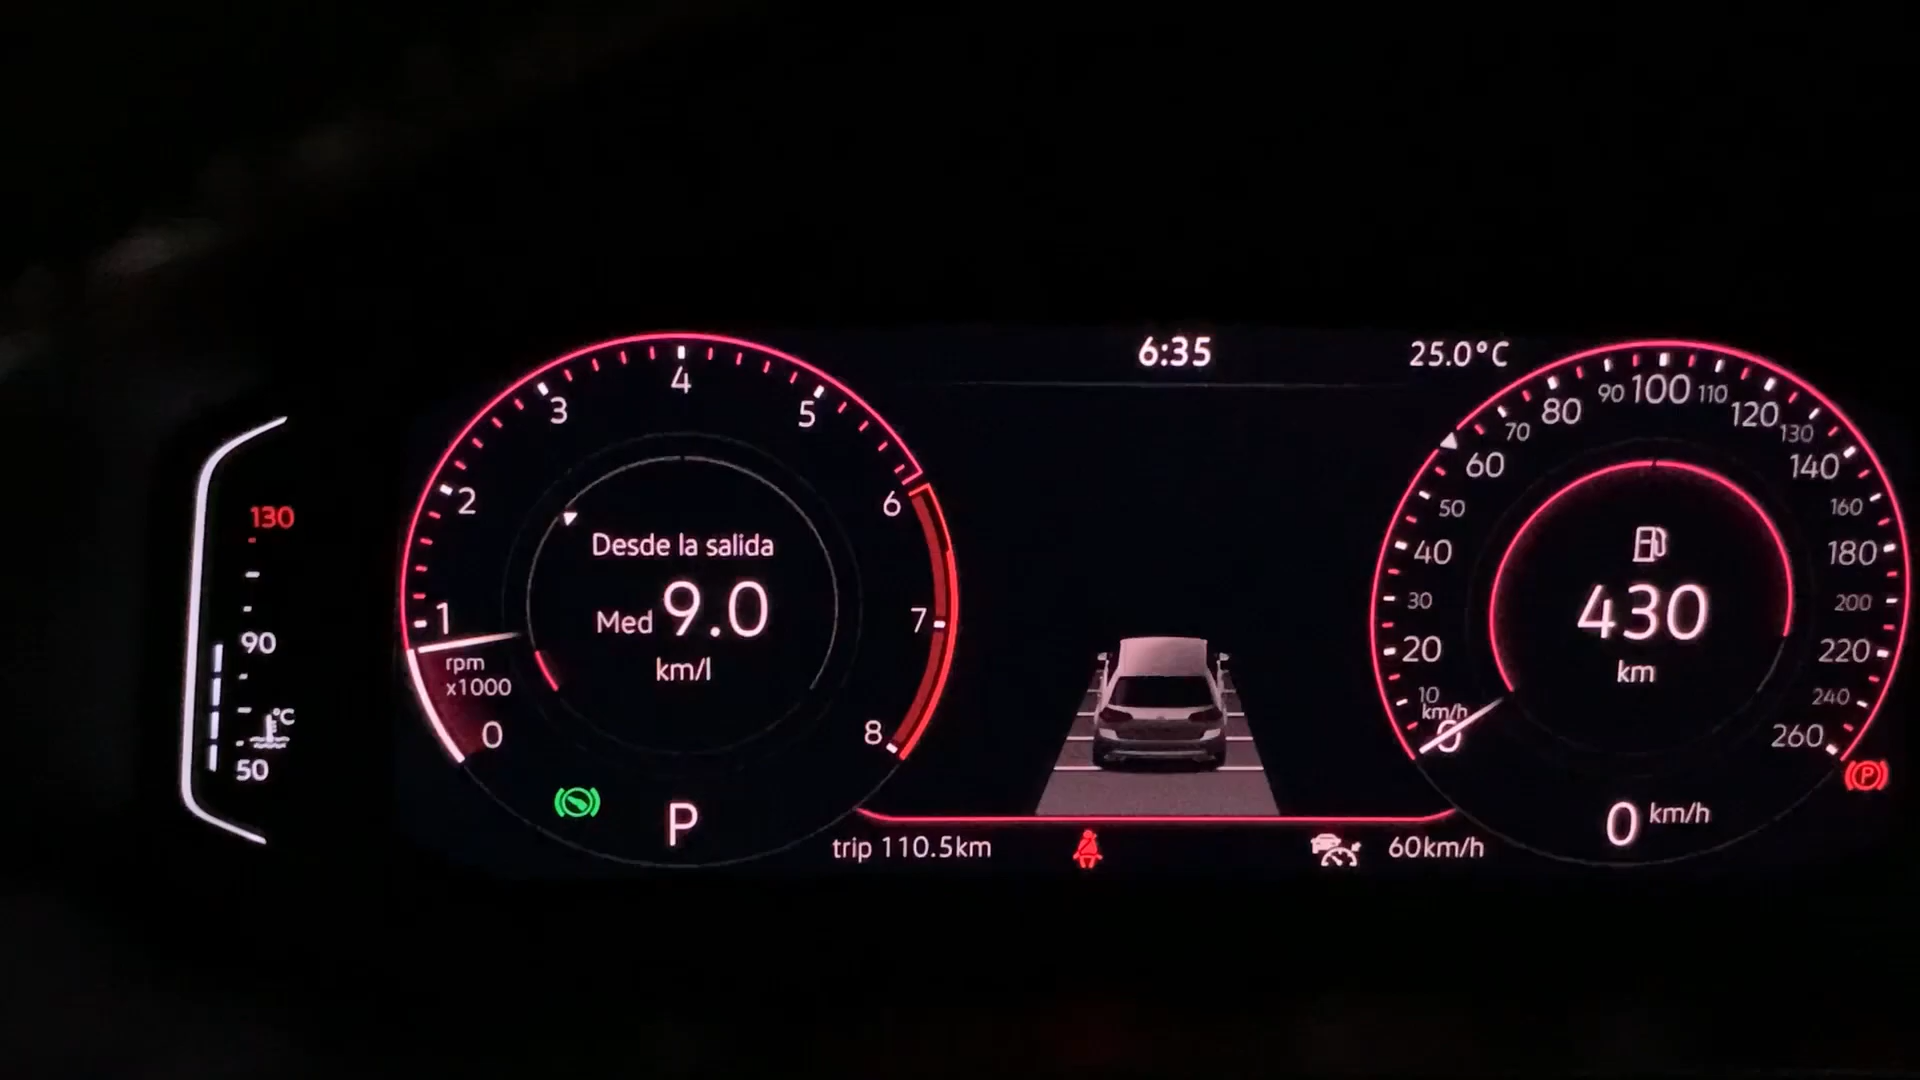 6:35
25.0°C
130
90
°C
50
0
1
2
3
4
5
6
7
8
rpm
x1000
Desde la salida
Med 9.0
km/l
P
trip 110.5km
60km/h
0
10
20
30
40
50
60
70
80
90
100
110
120
130
140
160
180
200
220
240
260
km/h
430
km
0 km/h
P